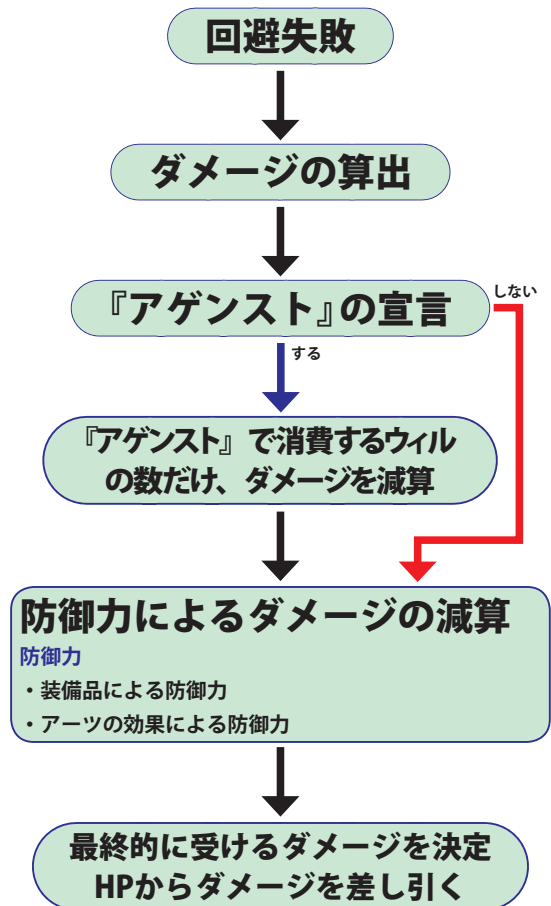 回避失敗
ダメージの算出
『アゲンスト』の宣言
しない
する
『アゲンスト』で消費するウィル
の数だけ、ダメージを減算
防御力によるダメージの減算
防御力
・装備品による防御力
・アーツの効果による防御力
最終的に受けるダメージを決定
HPからダメージを差し引く